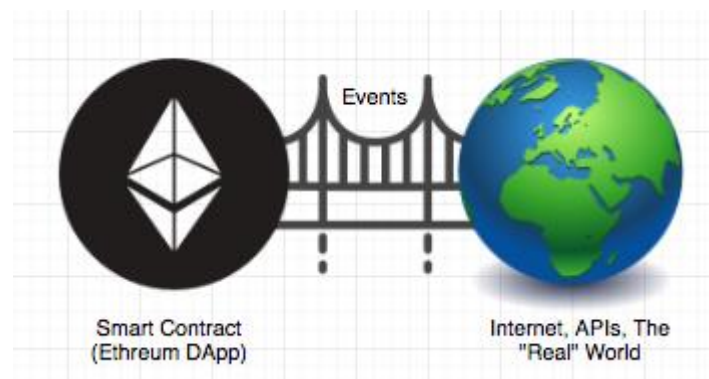 Events
Smart Contract
(Ethreum DApp)
Internet, APIs, The
"Real" World